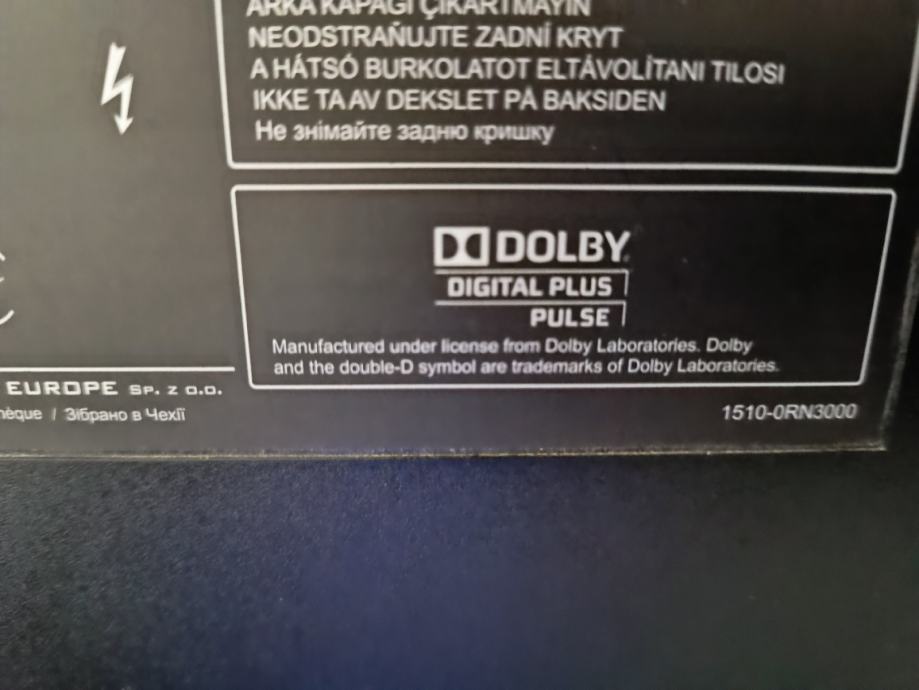 ARKA KAPAĞI ÇIKARTMAYIN
NEODSTRAŇUJTE ZADNÍ KRYT
A HÁTSÓ BURKOLATOT ELTÁVOLÍTANI TILOSI
IKKE TA AV DEKSLET PÅ BAKSIDEN
Не знімайте задню кришку
DOLBY
DIGITAL PLUS
PULSE
Manufactured under license from Dolby Laboratories. Dolby
and the double-D symbol are trademarks of Dolby Laboratories.
EUROPE SP. Z O.O.
hèque / Зібрано в Чехії
1510-0RN3000